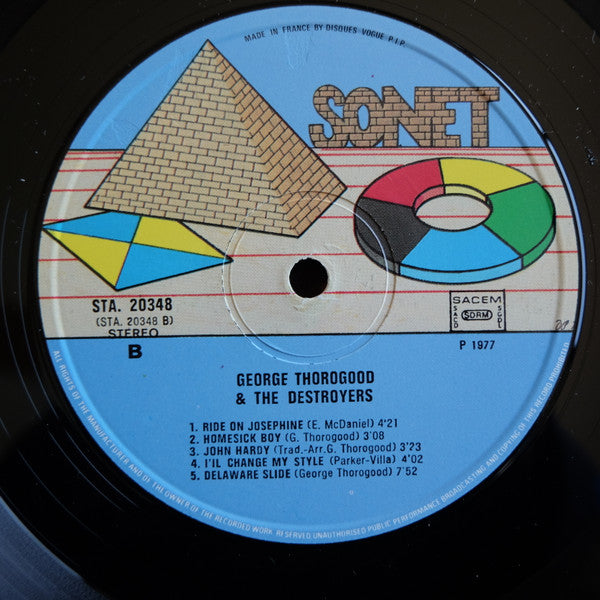 MADE IN FRANCE BY DISQUES VOGUE P.I.P.
SONET
STA. 20348
(STA. 20348 B)
STEREO
B
SACEM
SACD
SDRM
SGDL
P 1977
GEORGE THOROGOOD
& THE DESTROYERS
1. RIDE ON JOSEPHINE (E. McDaniel) 4'21
2. HOMESICK BOY (G. Thorogood) 3'08
3. JOHN HARDY (Trad.-Arr.G. Thorogood) 3'23
4. I'IL CHANGE MY STYLE (Parker-Villa) 4'02
5. DELAWARE SLIDE (George Thorogood) 7'52
ALL RIGHTS OF THE MANUFACTURER AND OF THE OWNER OF THE RECORDED WORK RESERVED. UNAUTHORISED PUBLIC PERFORMANCE BROADCASTING AND COPYING OF THIS RECORD PROHIBITED